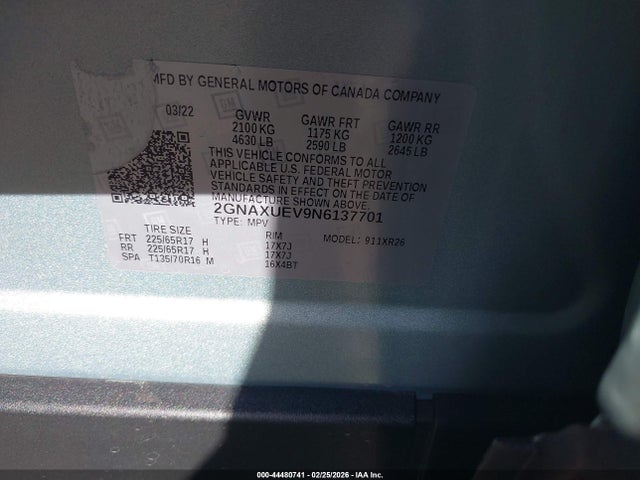 MFD BY GENERAL MOTORS OF CANADA COMPANY
03/22 GVWR GAWR FRT GAWR RR
2100 KG 1175 KG 1200 KG
4630 LB 2590 LB 2645 LB
THIS VEHICLE CONFORMS TO ALL
APPLICABLE U.S. FEDERAL MOTOR
VEHICLE SAFETY AND THEFT PREVENTION
STANDARDS IN EFFECT ON THE DATE OF
MANUFACTURE SHOWN ABOVE.
2GNAXUEV9N6137701
TYPE: MPV
TIRE SIZE RIM MODEL: 911XR26
FRT 225/65R17 H 17X7J
RR 225/65R17 H 17X7J
SPA T135/70R16 M 16X4BT
000-44480741 - 02/25/2026 - IAA Inc.